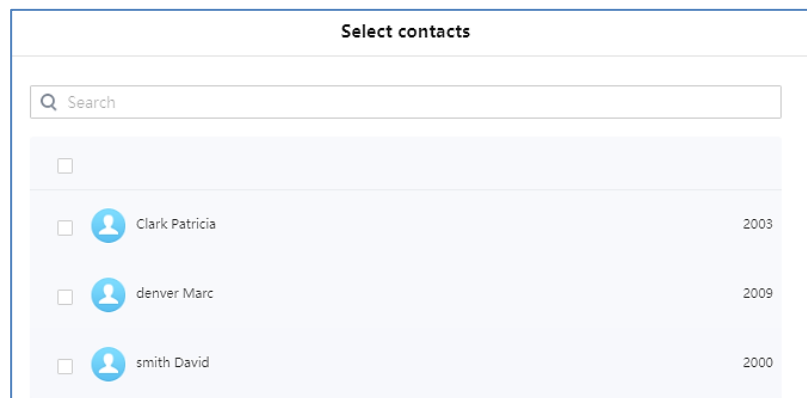 Select contacts
Search
Clark Patricia 2003
denver Marc 2009
smith David 2000